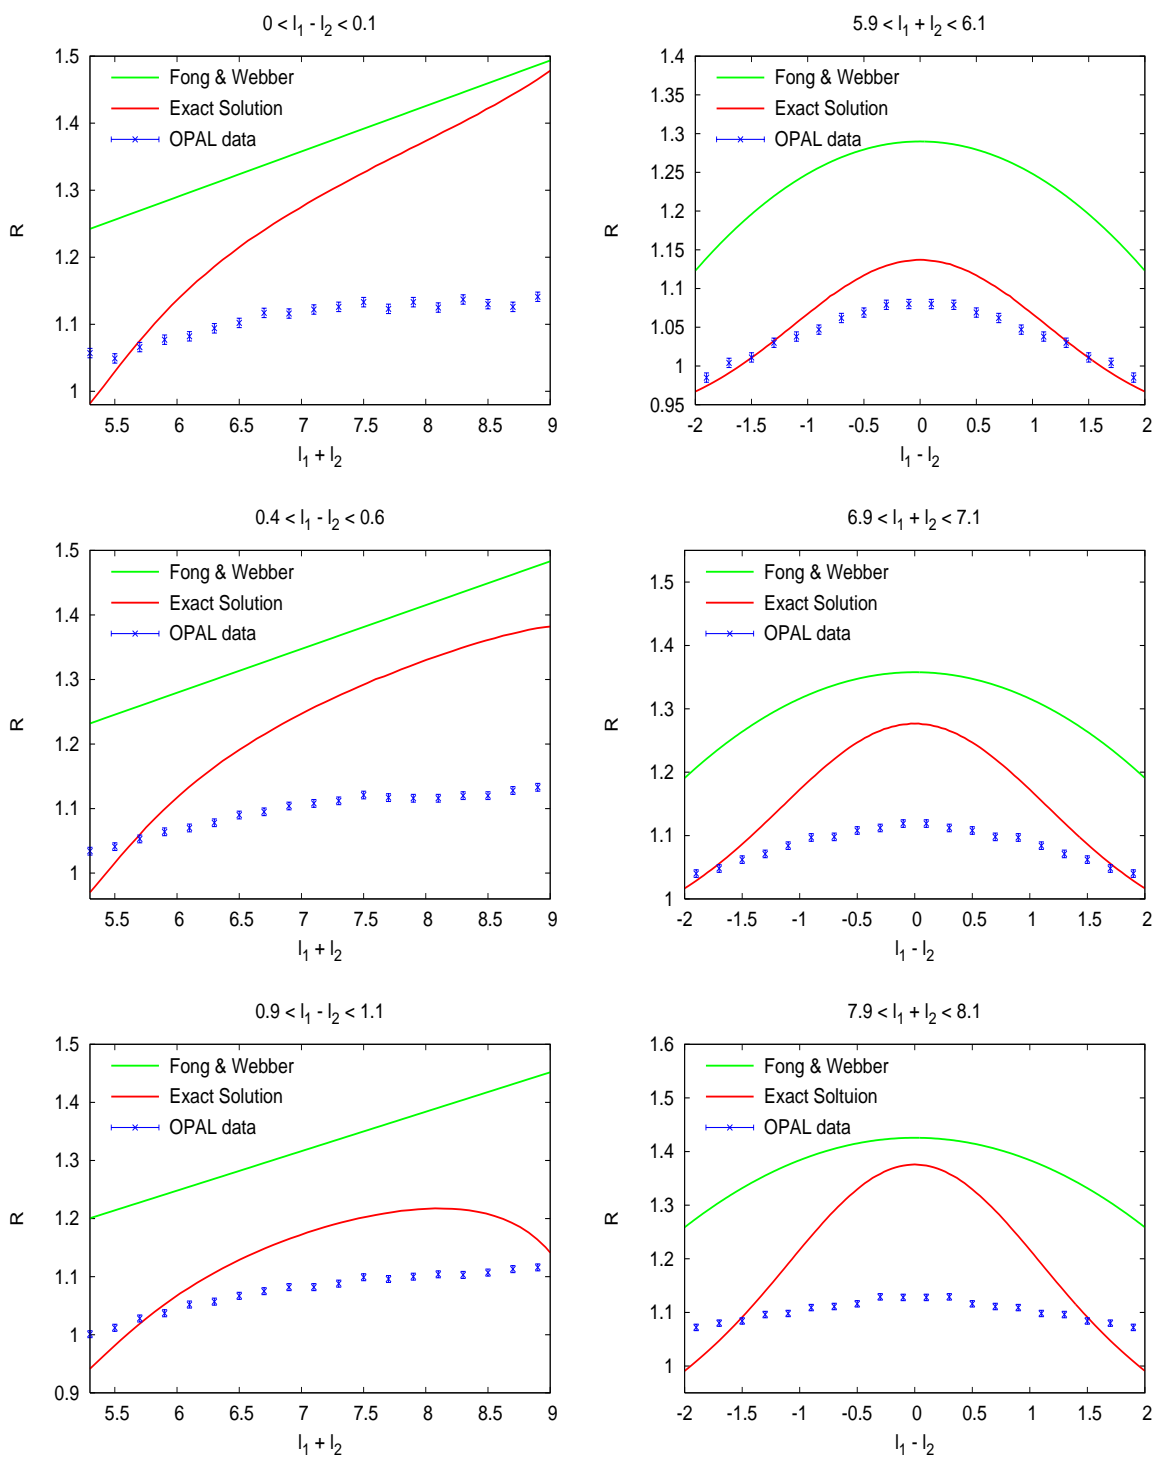 0 < l1 - l2 < 0.1
1.5
1.4
1.3
1.2
1.1
1
R
Fong & Webber
Exact Solution
OPAL data
5.5 6 6.5 7 7.5 8 8.5 9
l1 + l2
5.9 < l1 + l2 < 6.1
1.4
1.35
1.3
1.25
1.2
1.15
1.1
1.05
1
0.95
R
Fong & Webber
Exact Solution
OPAL data
-2 -1.5 -1 -0.5 0 0.5 1 1.5 2
l1 - l2
0.4 < l1 - l2 < 0.6
1.5
1.4
1.3
1.2
1.1
1
R
Fong & Webber
Exact Solution
OPAL data
5.5 6 6.5 7 7.5 8 8.5 9
l1 + l2
6.9 < l1 + l2 < 7.1
1.5
1.4
1.3
1.2
1.1
1
R
Fong & Webber
Exact Solution
OPAL data
-2 -1.5 -1 -0.5 0 0.5 1 1.5 2
l1 - l2
0.9 < l1 - l2 < 1.1
1.5
1.4
1.3
1.2
1.1
1
0.9
R
Fong & Webber
Exact Solution
OPAL data
5.5 6 6.5 7 7.5 8 8.5 9
l1 + l2
7.9 < l1 + l2 < 8.1
1.6
1.5
1.4
1.3
1.2
1.1
1
R
Fong & Webber
Exact Soltuion
OPAL data
-2 -1.5 -1 -0.5 0 0.5 1 1.5 2
l1 - l2